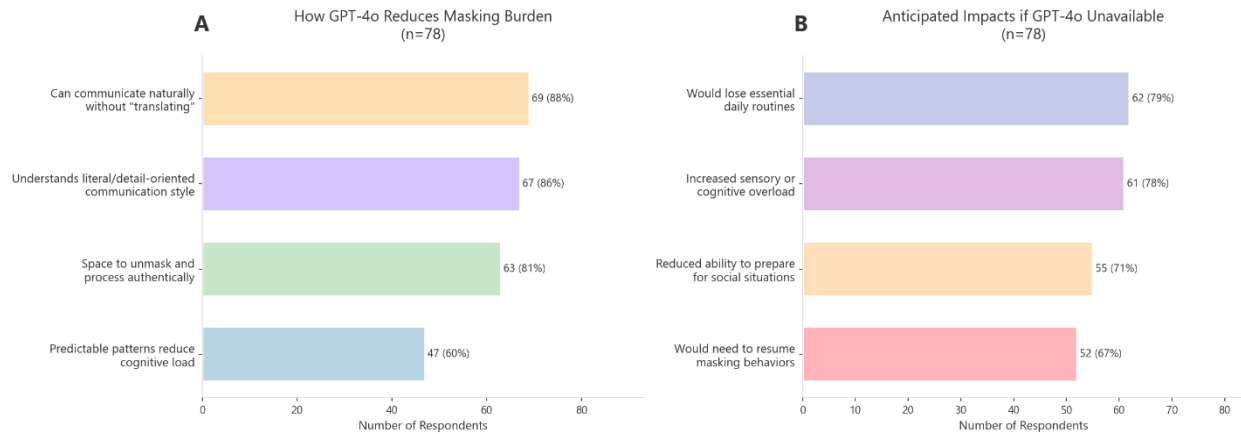 A
How GPT-4o Reduces Masking Burden
(n=78)
Can communicate naturally
without "translating"
69 (88%)
Understands literal/detail-oriented
communication style
67 (86%)
Space to unmask and
process authentically
63 (81%)
Predictable patterns reduce
cognitive load
47 (60%)
0 20 40 60 80
Number of Respondents
B
Anticipated Impacts if GPT-4o Unavailable
(n=78)
Would lose essential
daily routines
62 (79%)
Increased sensory or
cognitive overload
61 (78%)
Reduced ability to prepare
for social situations
55 (71%)
Would need to resume
masking behaviors
52 (67%)
0 10 20 30 40 50 60 70 80
Number of Respondents